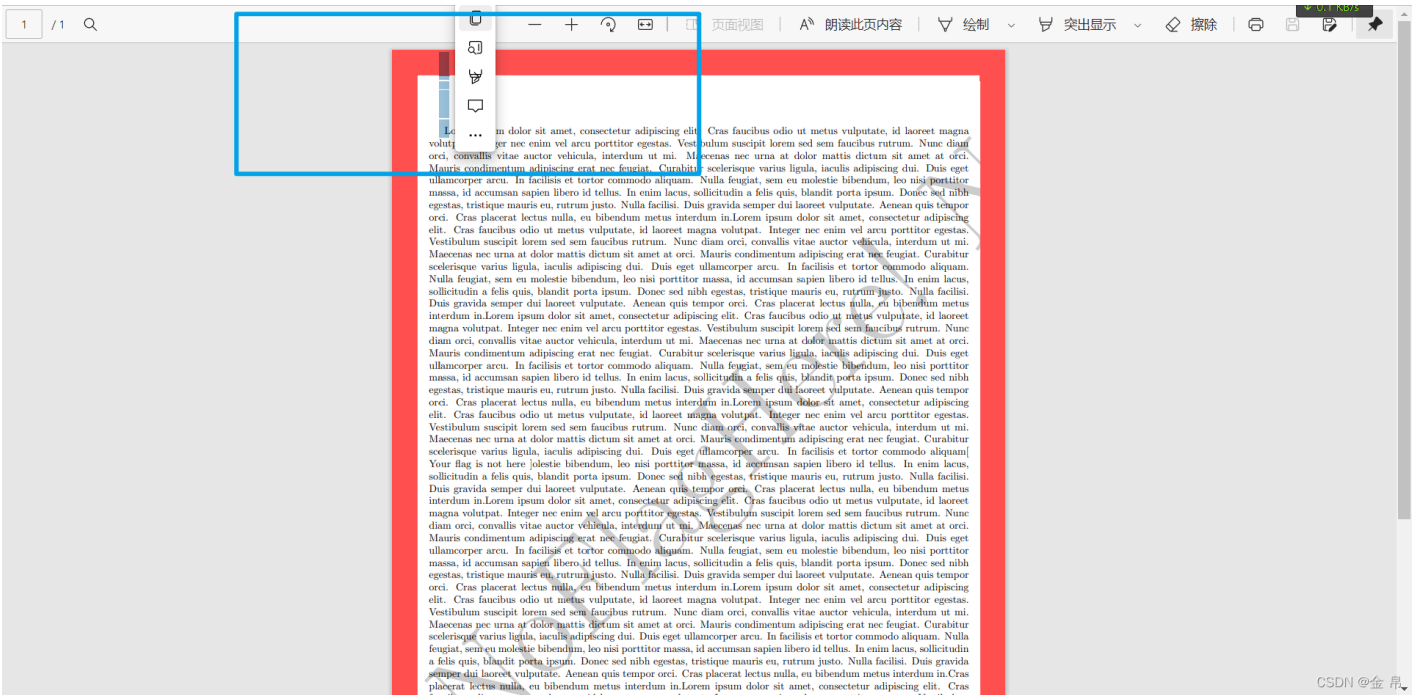 ↓ 0.1 KB/s
1 / 1 页面视图 朗读此页内容 绘制 突出显示 擦除
dolor sit amet, consectetur adipiscing elit. Cras faucibus odio ut metus vulputate, id laoreet magna
nec enim vel arcu porttitor egestas. Vestibulum suscipit lorem sed sem faucibus rutrum. Nunc diam
orci, convallis vitae auctor vehicula, interdum ut mi. Maecenas nec urna at dolor mattis dictum sit amet at orci.
Mauris condimentum adipiscing erat nec feugiat. Curabitur scelerisque varius ligula, iaculis adipiscing dui. Duis eget
ullamcorper arcu. In facilisis et tortor commodo aliquam. Nulla feugiat, sem eu molestie bibendum, leo nisi porttitor
massa, id accumsan sapien libero id tellus. In enim lacus, sollicitudin a felis quis, blandit porta ipsum. Donec sed nibh
egestas, tristique mauris eu, rutrum justo. Nulla facilisi. Duis gravida semper dui laoreet vulputate. Aenean quis tempor
orci. Cras placerat lectus nulla, eu bibendum metus interdum in.Lorem ipsum dolor sit amet, consectetur adipiscing
elit. Cras faucibus odio ut metus vulputate, id laoreet magna volutpat. Integer nec enim vel arcu porttitor egestas.
Vestibulum suscipit lorem sed sem faucibus rutrum. Nunc diam orci, convallis vitae auctor vehicula, interdum ut mi.
Maecenas nec urna at dolor mattis dictum sit amet at orci. Mauris condimentum adipiscing erat nec feugiat. Curabitur
scelerisque varius ligula, iaculis adipiscing dui. Duis eget ullamcorper arcu. In facilisis et tortor commodo aliquam.
Nulla feugiat, sem eu molestie bibendum, leo nisi porttitor massa, id accumsan sapien libero id tellus. In enim lacus,
sollicitudin a felis quis, blandit porta ipsum. Donec sed nibh egestas, tristique mauris eu, rutrum justo. Nulla facilisi.
Duis gravida semper dui laoreet vulputate. Aenean quis tempor orci. Cras placerat lectus nulla, eu bibendum metus
interdum in.Lorem ipsum dolor sit amet, consectetur adipiscing elit. Cras faucibus odio ut metus vulputate, id laoreet
magna volutpat. Integer nec enim vel arcu porttitor egestas. Vestibulum suscipit lorem sed sem faucibus rutrum. Nunc
diam orci, convallis vitae auctor vehicula, interdum ut mi. Maecenas nec urna at dolor mattis dictum sit amet at orci.
Mauris condimentum adipiscing erat nec feugiat. Curabitur scelerisque varius ligula, iaculis adipiscing dui. Duis eget
ullamcorper arcu. In facilisis et tortor commodo aliquam. Nulla feugiat, sem eu molestie bibendum, leo nisi porttitor
massa, id accumsan sapien libero id tellus. In enim lacus, sollicitudin a felis quis, blandit porta ipsum. Donec sed nibh
egestas, tristique mauris eu, rutrum justo. Nulla facilisi. Duis gravida semper dui laoreet vulputate. Aenean quis tempor
orci. Cras placerat lectus nulla, eu bibendum metus interdum in.Lorem ipsum dolor sit amet, consectetur adipiscing
elit. Cras faucibus odio ut metus vulputate, id laoreet magna volutpat. Integer nec enim vel arcu porttitor egestas.
Vestibulum suscipit lorem sed sem faucibus rutrum. Nunc diam orci, convallis vitae auctor vehicula, interdum ut mi.
Maecenas nec urna at dolor mattis dictum sit amet at orci. Mauris condimentum adipiscing erat nec feugiat. Curabitur
scelerisque varius ligula, iaculis adipiscing dui. Duis eget ullamcorper arcu. In facilisis et tortor commodo aliquam[
Your flag is not here ]olestie bibendum, leo nisi porttitor massa, id accumsan sapien libero id tellus. In enim lacus,
sollicitudin a felis quis, blandit porta ipsum. Donec sed nibh egestas, tristique mauris eu, rutrum justo. Nulla facilisi.
Duis gravida semper dui laoreet vulputate. Aenean quis tempor orci. Cras placerat lectus nulla, eu bibendum metus
interdum in.Lorem ipsum dolor sit amet, consectetur adipiscing elit. Cras faucibus odio ut metus vulputate, id laoreet
magna volutpat. Integer nec enim vel arcu porttitor egestas. Vestibulum suscipit lorem sed sem faucibus rutrum. Nunc
diam orci, convallis vitae auctor vehicula, interdum ut mi. Maecenas nec urna at dolor mattis dictum sit amet at orci.
Mauris condimentum adipiscing erat nec feugiat. Curabitur scelerisque varius ligula, iaculis adipiscing dui. Duis eget
ullamcorper arcu. In facilisis et tortor commodo aliquam. Nulla feugiat, sem eu molestie bibendum, leo nisi porttitor
massa, id accumsan sapien libero id tellus. In enim lacus, sollicitudin a felis quis, blandit porta ipsum. Donec sed nibh
egestas, tristique mauris eu, rutrum justo. Nulla facilisi. Duis gravida semper dui laoreet vulputate. Aenean quis tempor
orci. Cras placerat lectus nulla, eu bibendum metus interdum in.Lorem ipsum dolor sit amet, consectetur adipiscing
elit. Cras faucibus odio ut metus vulputate, id laoreet magna volutpat. Integer nec enim vel arcu porttitor egestas.
Vestibulum suscipit lorem sed sem faucibus rutrum. Nunc diam orci, convallis vitae auctor vehicula, interdum ut mi.
Maecenas nec urna at dolor mattis dictum sit amet at orci. Mauris condimentum adipiscing erat nec feugiat. Curabitur
scelerisque varius ligula, iaculis adipiscing dui. Duis eget ullamcorper arcu. In facilisis et tortor commodo aliquam. Nulla
feugiat, sem eu molestie bibendum, leo nisi porttitor massa, id accumsan sapien libero id tellus. In enim lacus, sollicitudin
a felis quis, blandit porta ipsum. Donec sed nibh egestas, tristique mauris eu, rutrum justo. Nulla facilisi. Duis gravida
semper dui laoreet vulputate. Aenean quis tempor orci. Cras placerat lectus nulla, eu bibendum metus interdum in.Cras
placerat lectus nulla, eu bibendum metus interdum in.Lorem ipsum dolor sit amet, consectetur adipiscing elit. Cras
NoFlagHere! N
CSDN @金 帛